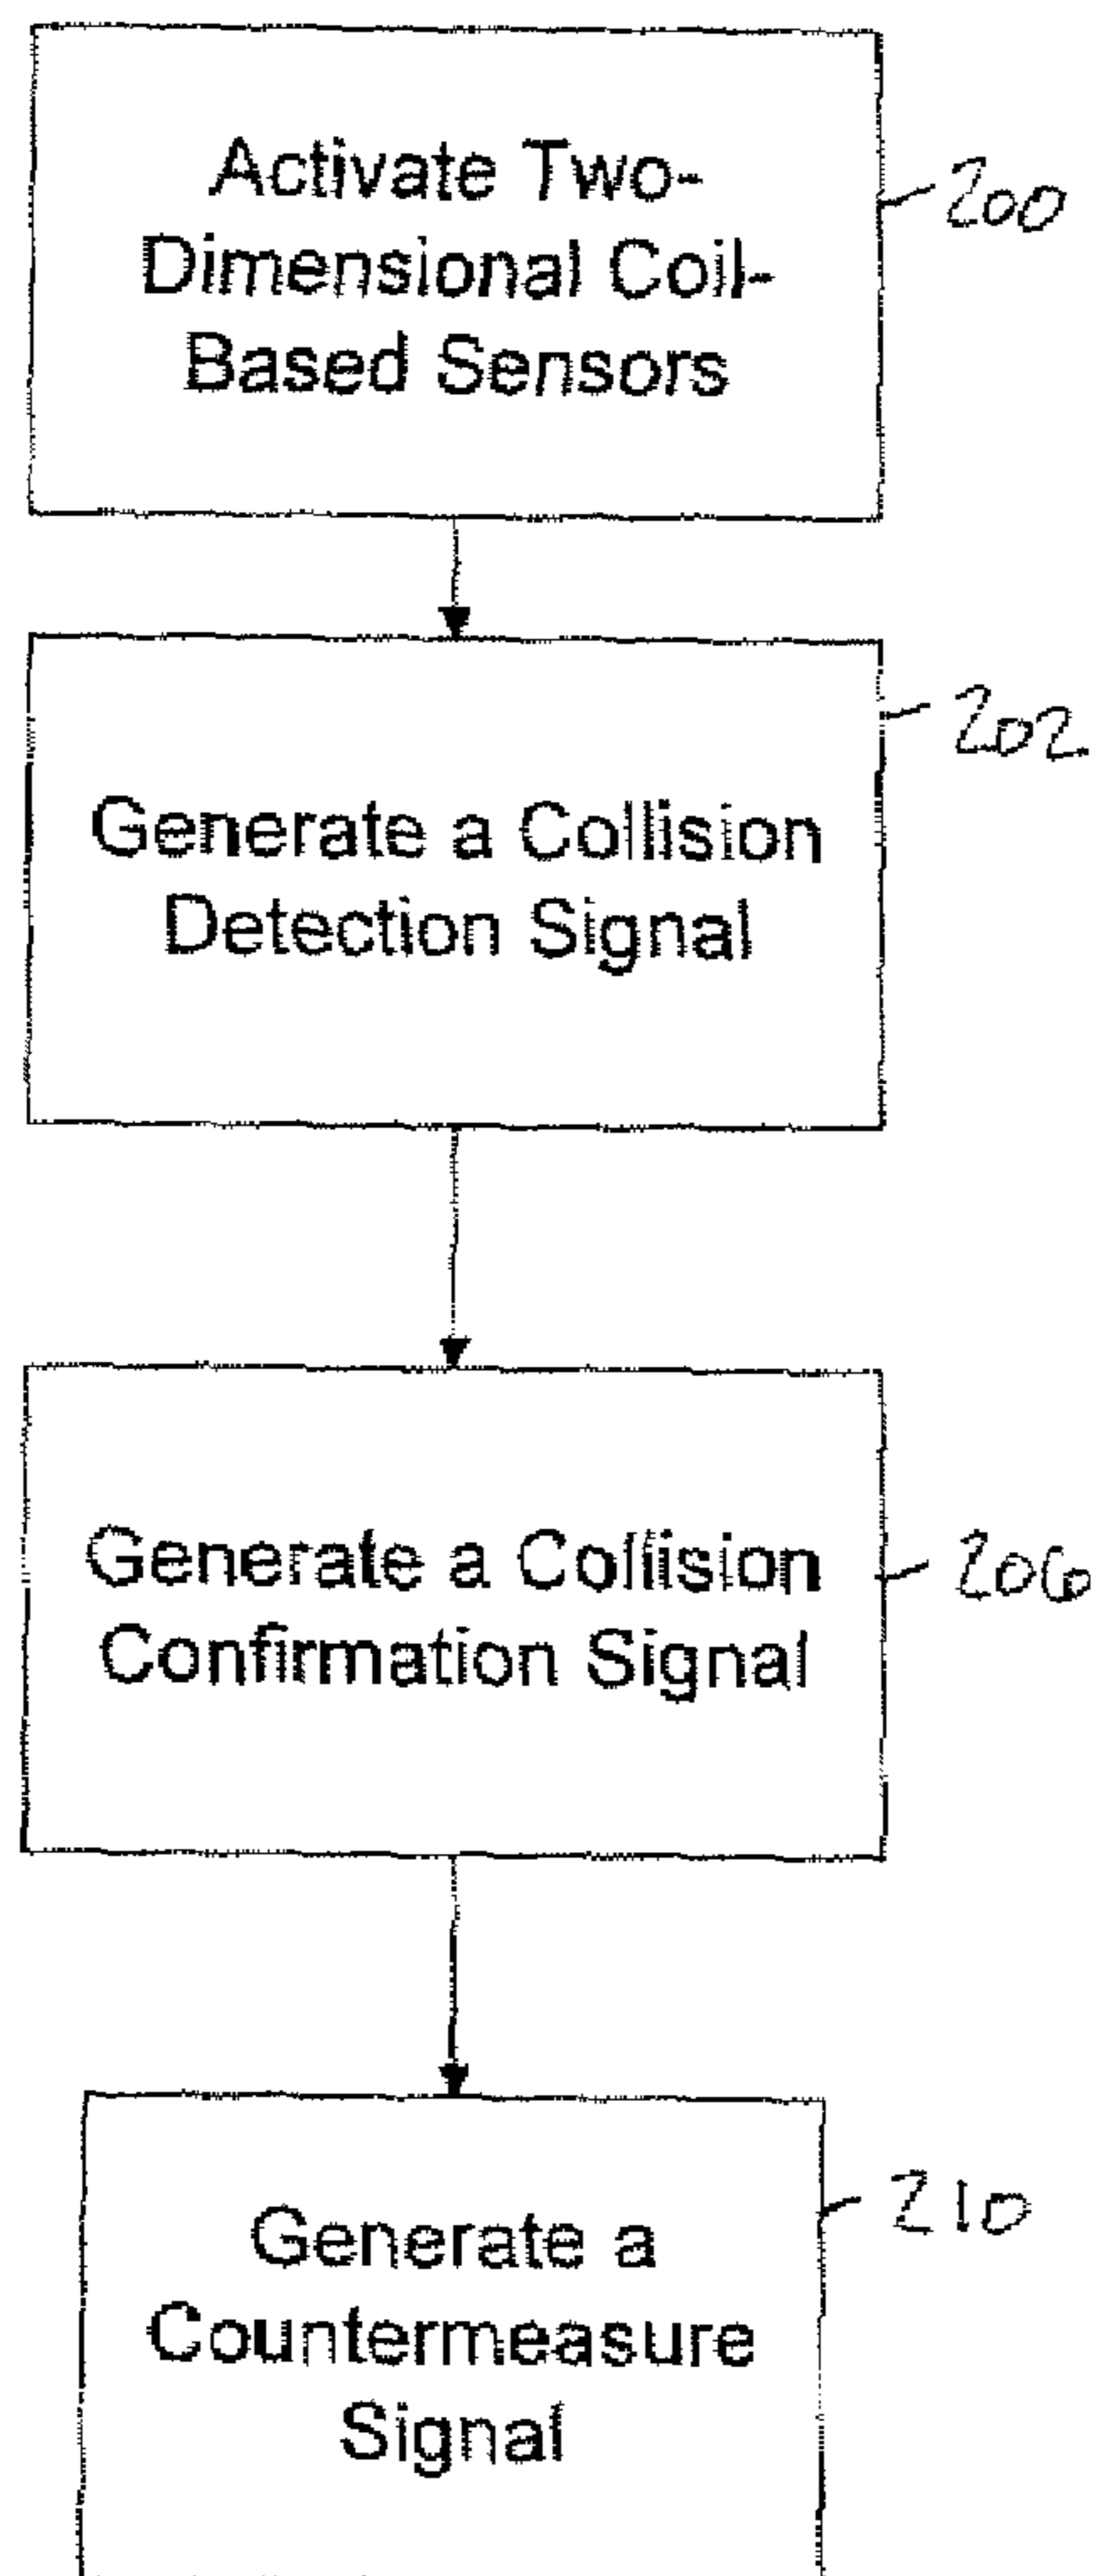 Activate Two-
Dimensional Coil-
Based Sensors
200
202
Generate a Collision
Detection Signal
Generate a Collision
Confirmation Signal
206
210
Generate a
Countermeasure
Signal